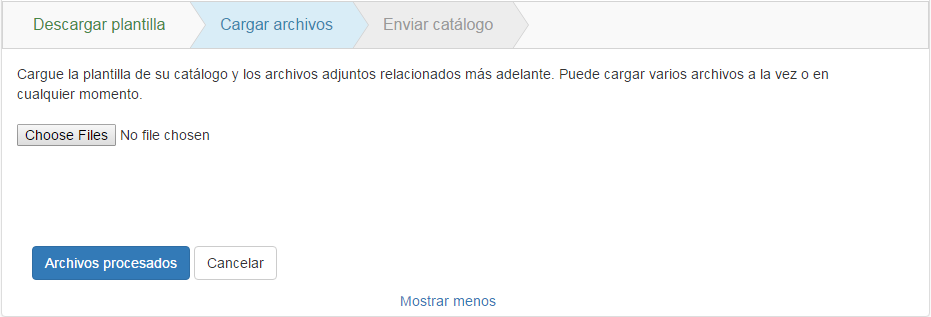 Descargar plantilla Cargar archivos Enviar catálogo
Cargue la plantilla de su catálogo y los archivos adjuntos relacionados más adelante. Puede cargar varios archivos a la vez o en
cualquier momento.
Choose Files No file chosen
Archivos procesados Cancelar
Mostrar menos